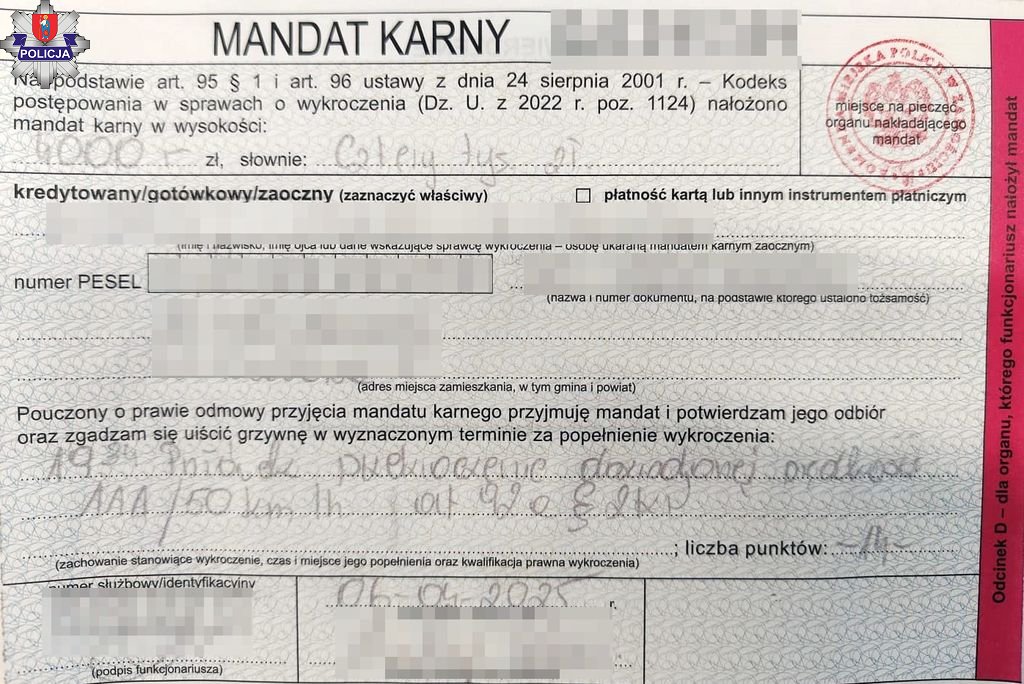 POLICJA
MANDAT KARNY
Na podstawie art. 95 § 1 i art. 96 ustawy z dnia 24 sierpnia 2001 r. – Kodeks
postępowania w sprawach o wykroczenia (Dz. U. z 2022 r. poz. 1124) nałożono
mandat karny w wysokości:
4000 zł, słownie: Cztery tys zł
miejsce na pieczęć
organu nakładającego
mandat
kredytowany/gotówkowy/zaoczny (zaznaczyć właściwy)
płatność kartą lub innym instrumentem płatniczym
(imię i nazwisko, imię ojca lub dane wskazujące sprawcę wykroczenia – osobę ukaraną mandatem karnym zaocznym)
numer PESEL
(nazwa i numer dokumentu, na podstawie którego ustalono tożsamość)
(adres miejsca zamieszkania, w tym gmina i powiat)
Pouczony o prawie odmowy przyjęcia mandatu karnego przyjmuję mandat i potwierdzam jego odbiór
oraz zgadzam się uiścić grzywnę w wyznaczonym terminie za popełnienie wykroczenia:
przekroczenie prędkości
111/50 km/h art 92a § 2kw
; liczba punktów: -14-
(zachowanie stanowiące wykroczenie, czas i miejsce jego popełnienia oraz kwalifikacja prawna wykroczenia)
numer służbowy/identyfikacyjny
06-04-2025 r.
(podpis funkcjonariusza)
Odcinek D – dla organu, którego funkcjonariusz nałożył mandat